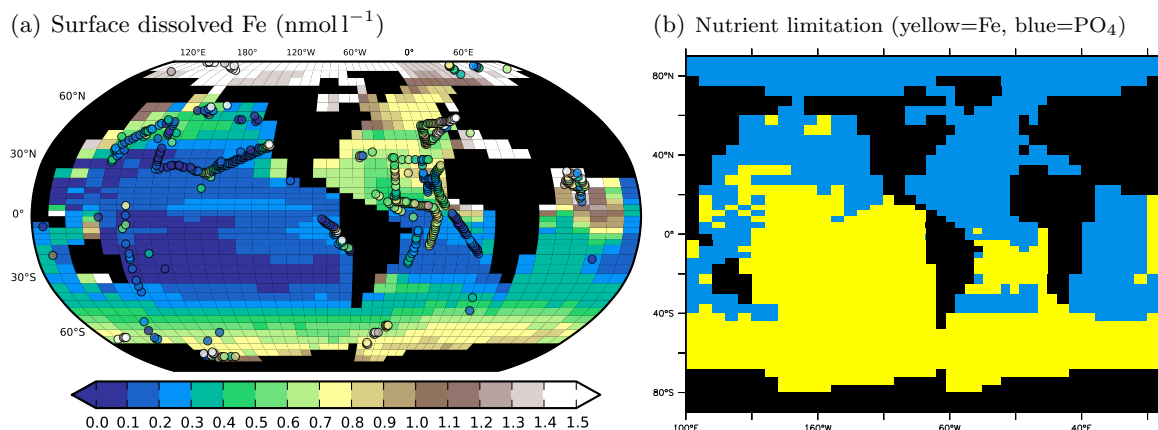 (a) Surface dissolved Fe (nmol l⁻¹)
120°E 180° 120°W 60°W 0° 60°E
60°N
30°N
0°
30°S
60°S
0.0 0.1 0.2 0.3 0.4 0.5 0.6 0.7 0.8 0.9 1.0 1.1 1.2 1.3 1.4 1.5
(b) Nutrient limitation (yellow=Fe, blue=PO₄)
80°N
40°N
0°
40°S
80°S
100°E 160°W 60°W 40°E